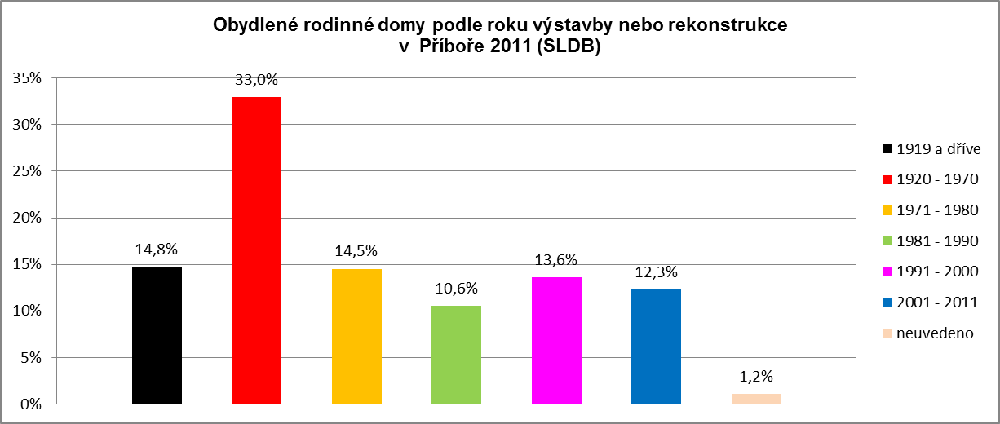 Obydlené rodinné domy podle roku výstavby nebo rekonstrukce
v Příboře 2011 (SLDB)
35%
30%
25%
20%
15%
10%
5%
0%
14,8%
33,0%
14,5%
10,6%
13,6%
12,3%
1,2%
1919 a dříve
1920 - 1970
1971 - 1980
1981 - 1990
1991 - 2000
2001 - 2011
neuvedeno